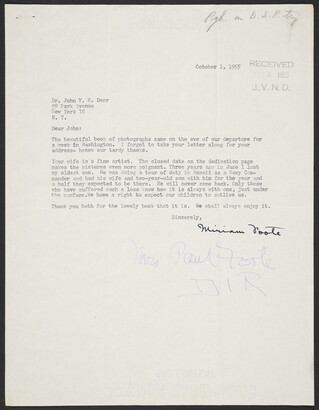 October 1, 1955
RECEIVED
J.V.N.D.
Dr. John V. N. Dorr
99 Park Avenue
New York 16
N. Y.
Dear John:
The beautiful book of photographs came on the eve of our departure for
a week in Washington. I forgot to take your letter along for your
address- hence our tardy thanks.
Your wife is a fine artist. The closed date on the dedication page
makes the pictures even more poignant. Three years ago in June I lost
my oldest son. He was doing a tour of duty in Hawaii as a Navy Com-
mander and had his wife and two-year-old son with him for the year and
a half they expected to be there. He will never come back. Only those
who have suffered such a loss know how it is always with one, just under
the surface. We have a right to expect our children to outlive us.
Thank you both for the lovely book that it is. We shall always enjoy it.
Sincerely,
Miriam Foote
Mrs Paul Foote
DIR